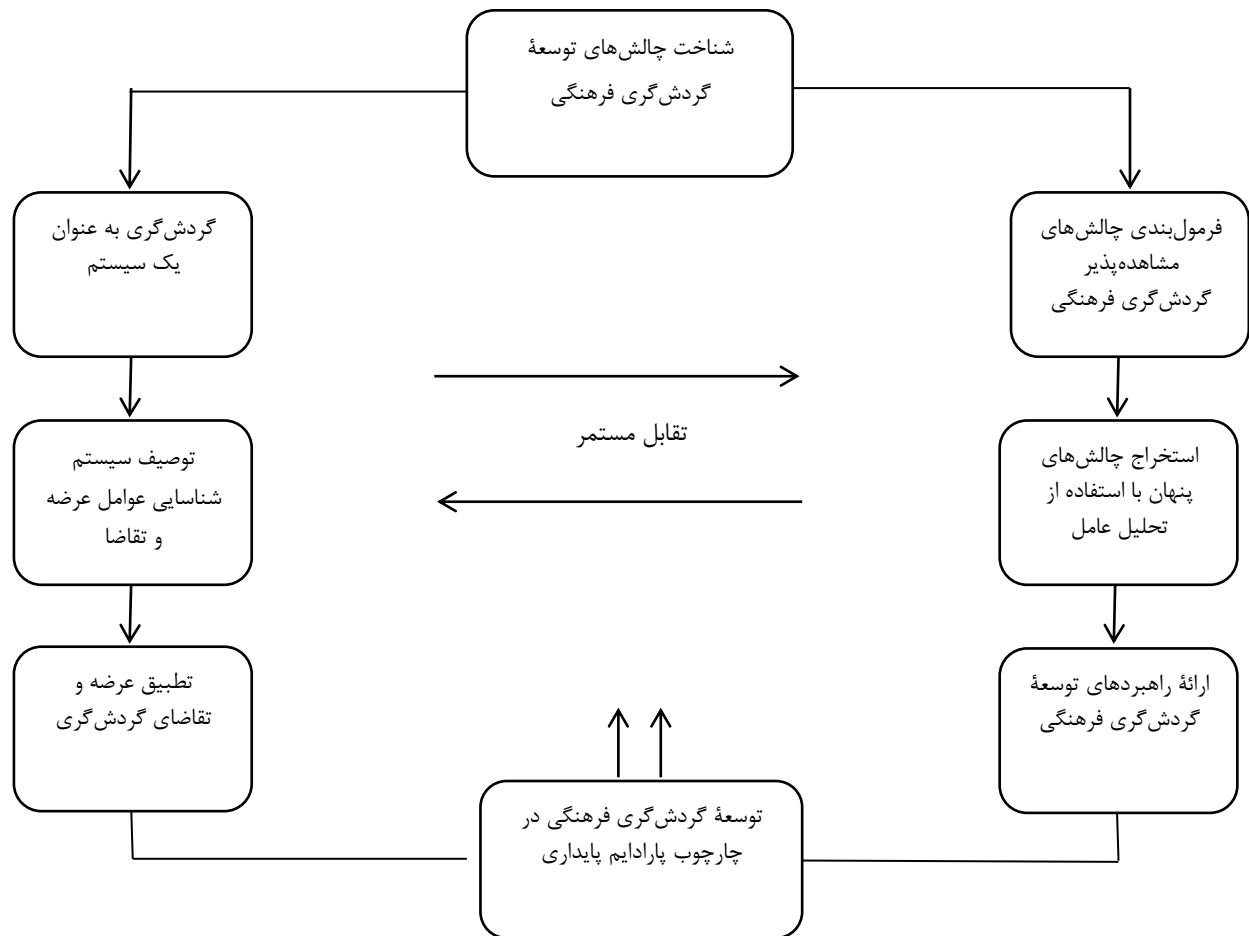 شناخت چالش‌های توسعهٔ
گردش‌گری فرهنگی
فرمول‌بندی چالش‌های
مشاهده‌پذیر
گردش‌گری فرهنگی
گردش‌گری به عنوان
یک سیستم
تقابل مستمر
استخراج چالش‌های
پنهان با استفاده از
تحلیل عامل
توصیف سیستم
شناسایی عوامل عرضه
و تقاضا
ارائهٔ راهبردهای توسعهٔ
گردش‌گری فرهنگی
تطبیق عرضه و
تقاضای گردش‌گری
توسعهٔ گردش‌گری فرهنگی در
چارچوب پارادایم پایداری